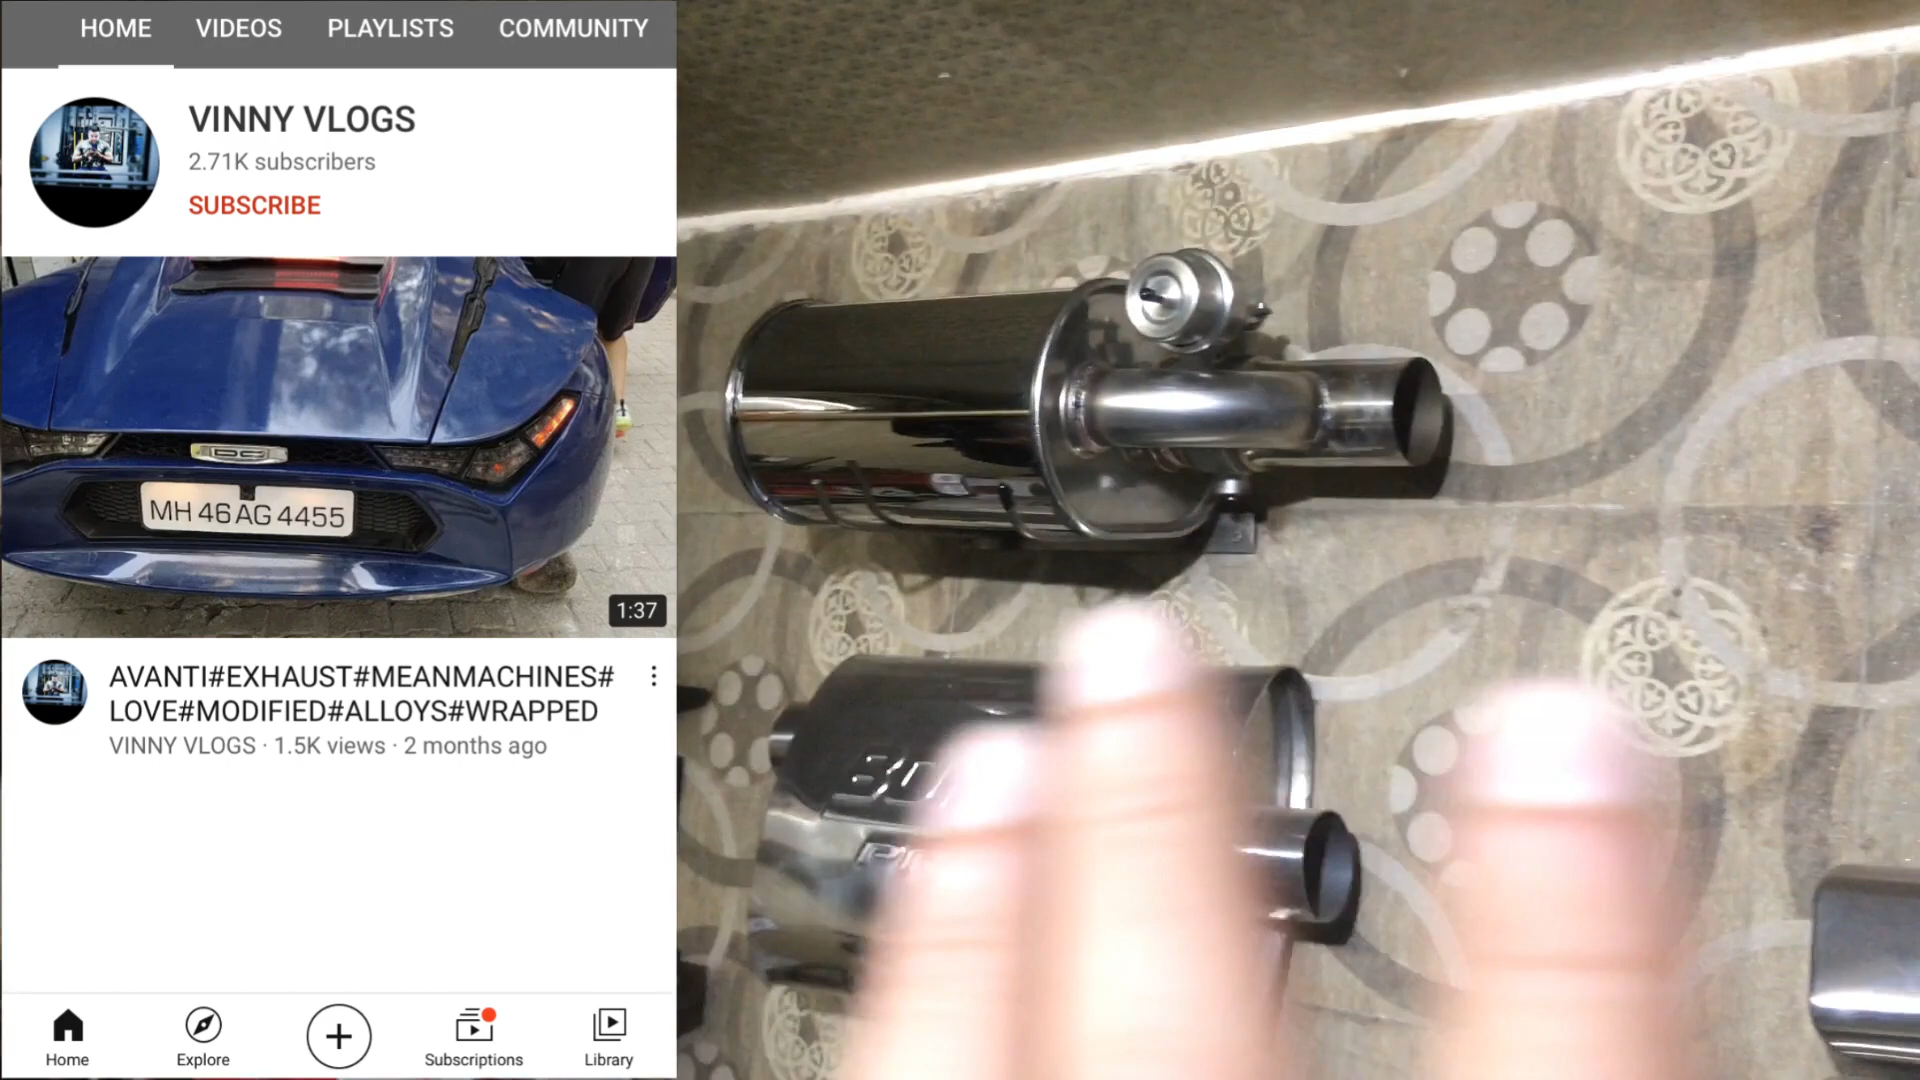 HOME VIDEOS PLAYLISTS COMMUNITY
VINNY VLOGS
2.71K subscribers
SUBSCRIBE
DC
MH 46 AG 4455
1:37
AVANTI#EXHAUST#MEANMACHINES#
LOVE#MODIFIED#ALLOYS#WRAPPED
VINNY VLOGS · 1.5K views · 2 months ago
Home Explore Subscriptions Library